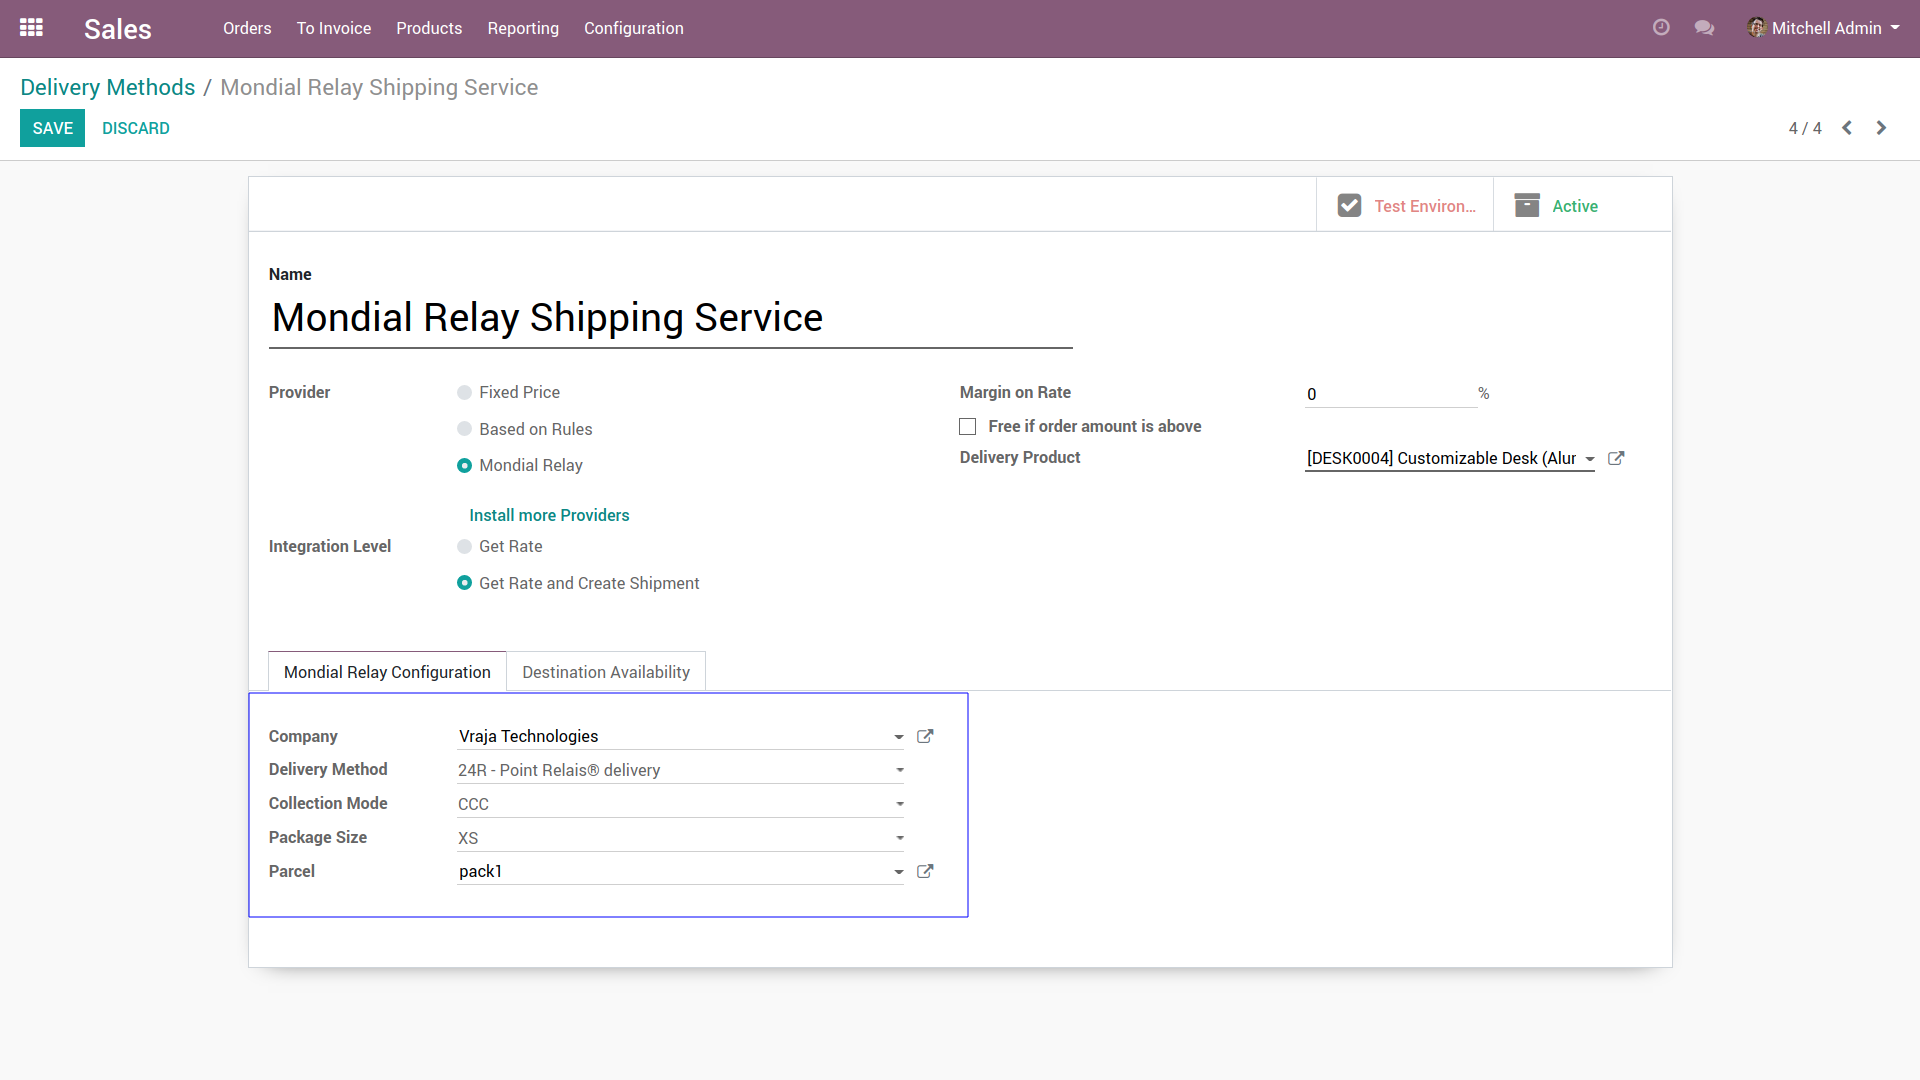 Sales
Orders
To Invoice
Products
Reporting
Configuration
Mitchell Admin
Delivery Methods / Mondial Relay Shipping Service
SAVE
DISCARD
4 / 4
Test Environ...
Active
Name
Mondial Relay Shipping Service
Provider
Fixed Price
Based on Rules
Mondial Relay
Install more Providers
Integration Level
Get Rate
Get Rate and Create Shipment
Margin on Rate
0 %
Free if order amount is above
Delivery Product
[DESK0004] Customizable Desk (Alur
Mondial Relay Configuration
Destination Availability
Company
Vraja Technologies
Delivery Method
24R - Point Relais® delivery
Collection Mode
CCC
Package Size
XS
Parcel
pack1